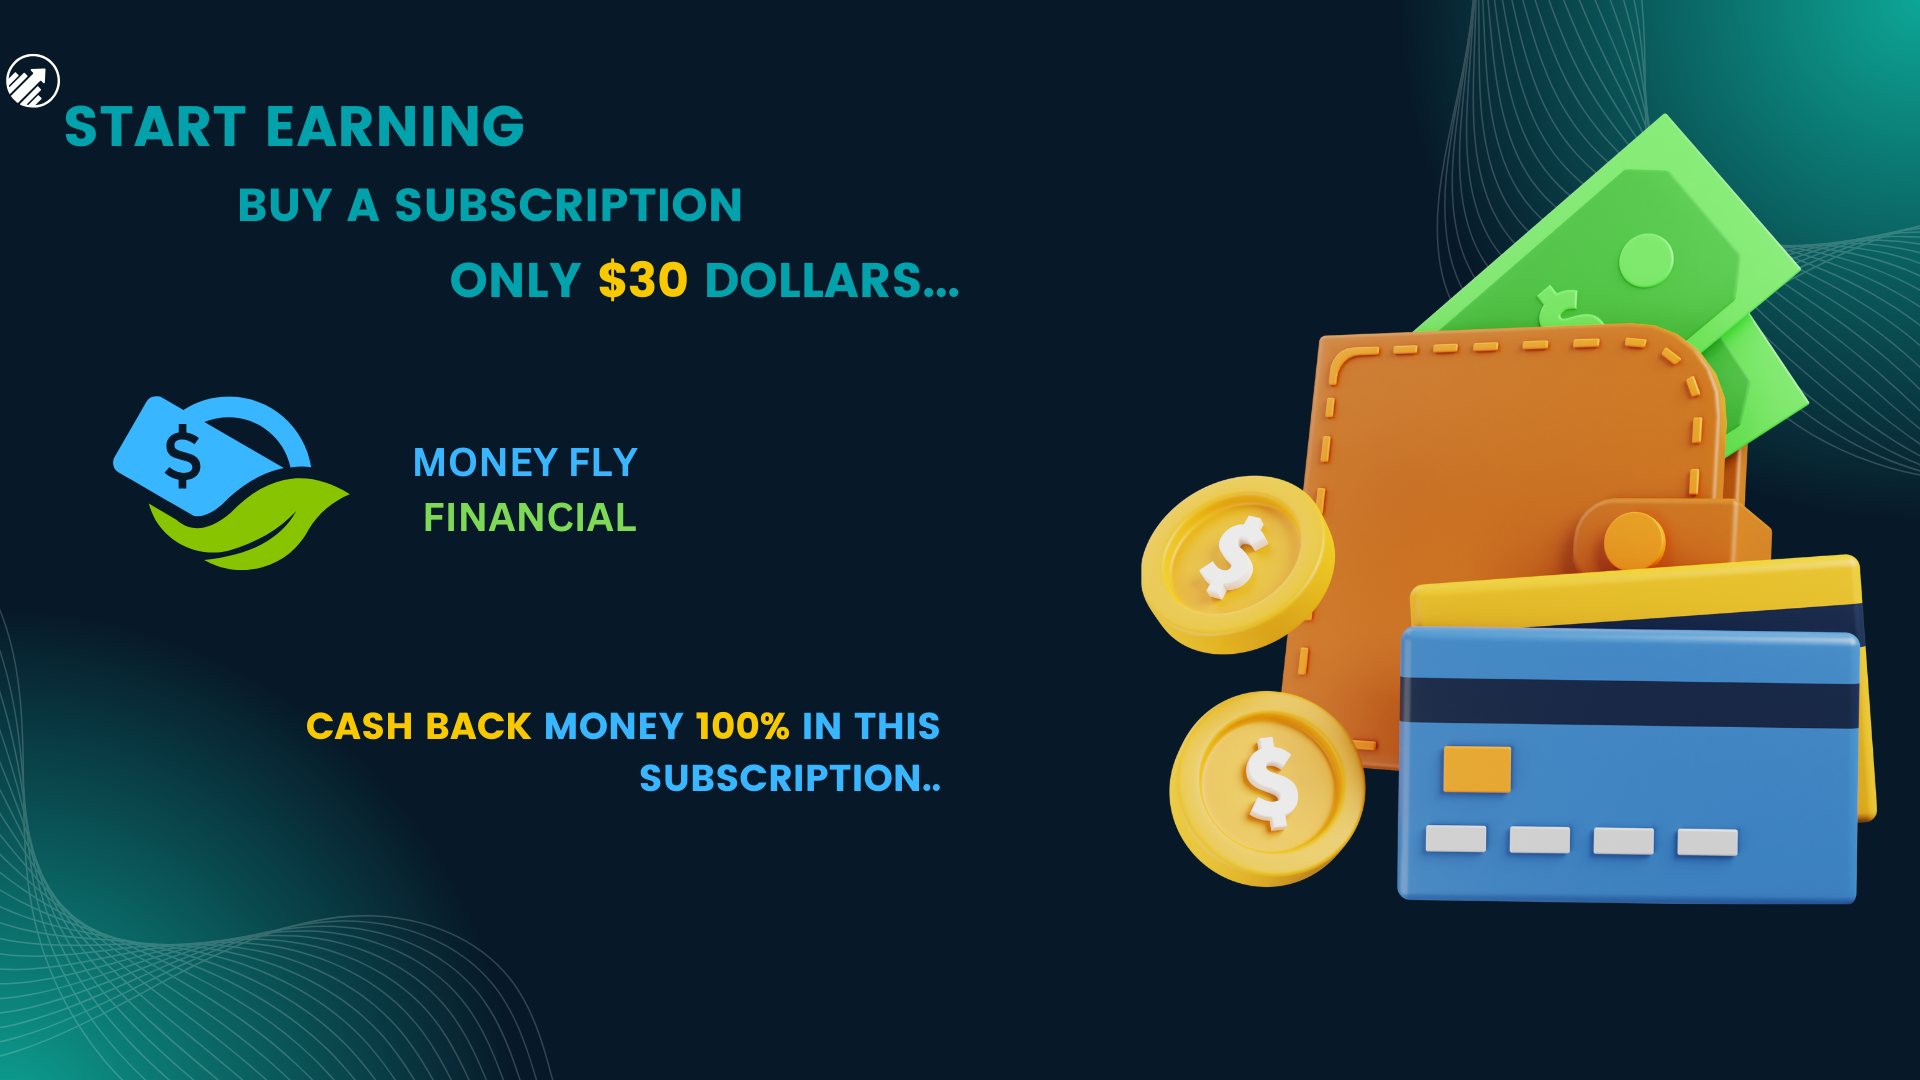 START EARNING
BUY A SUBSCRIPTION
ONLY $30 DOLLARS...
$
MONEY FLY
FINANCIAL
CASH BACK MONEY 100% IN THIS
SUBSCRIPTION..
$
$
$